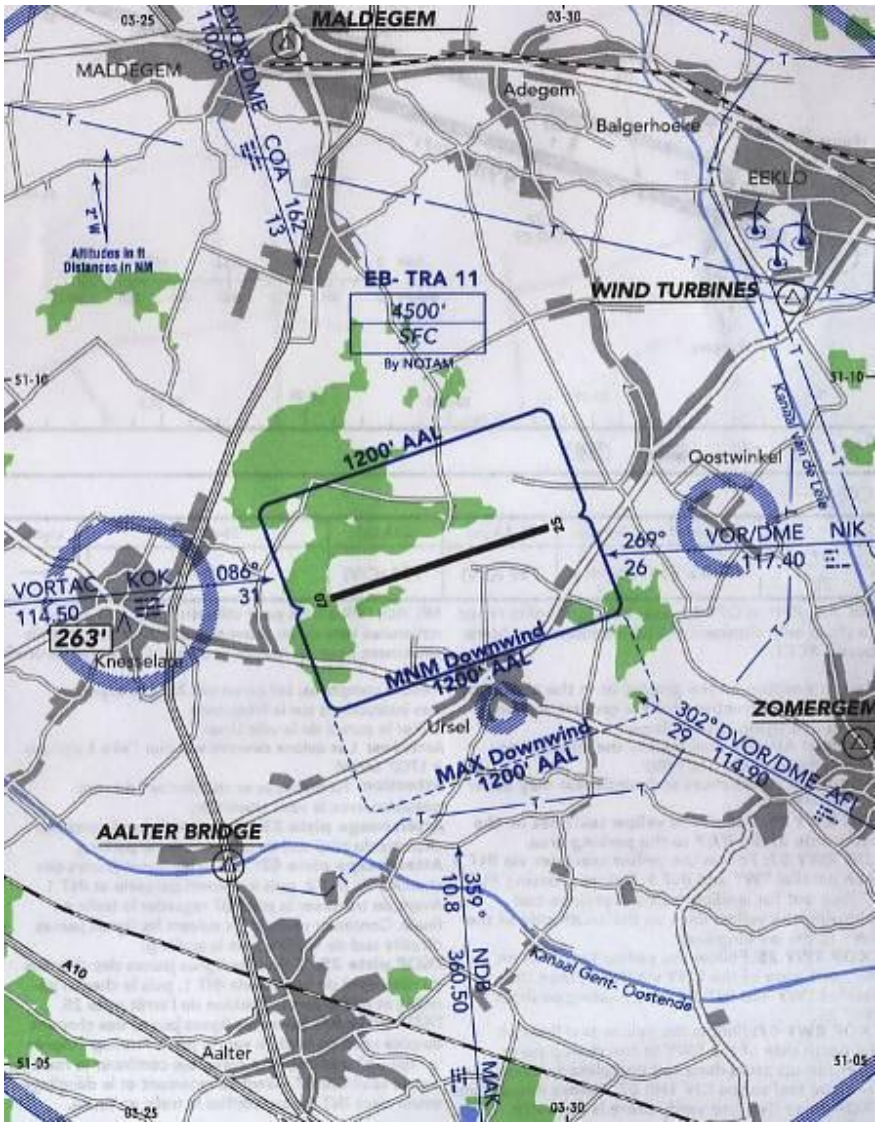 03-25
03-30
DVOR/DME
110.05
MALDEGEM
MALDEGEM
Adegem
Balgerhoeke
EEKLO
COA
162
13
2°W
Altitudes in ft
Distances in NM
EB- TRA 11
4500'
SFC
By NOTAM
WIND TURBINES
51-10
51-10
Kanaal van de Leie
1200' AAL
Oostwinkel
25
07
269°
26
VOR/DME NIK
117.40
VORTAC KOK
114.50
086°
31
263'
Knesselare
MNM Downwind
1200' AAL
Ursel
MAX Downwind
1200' AAL
302° DVOR/DME AFI
29 114.90
ZOMERGEM
AALTER BRIDGE
359° NDB MAK
10.8 360.50
Kanaal Gent- Oostende
A10
Aalter
51-05
51-05
03-25
03-30
T
T
T
T
T
T
T
T
T
T
T
T
T